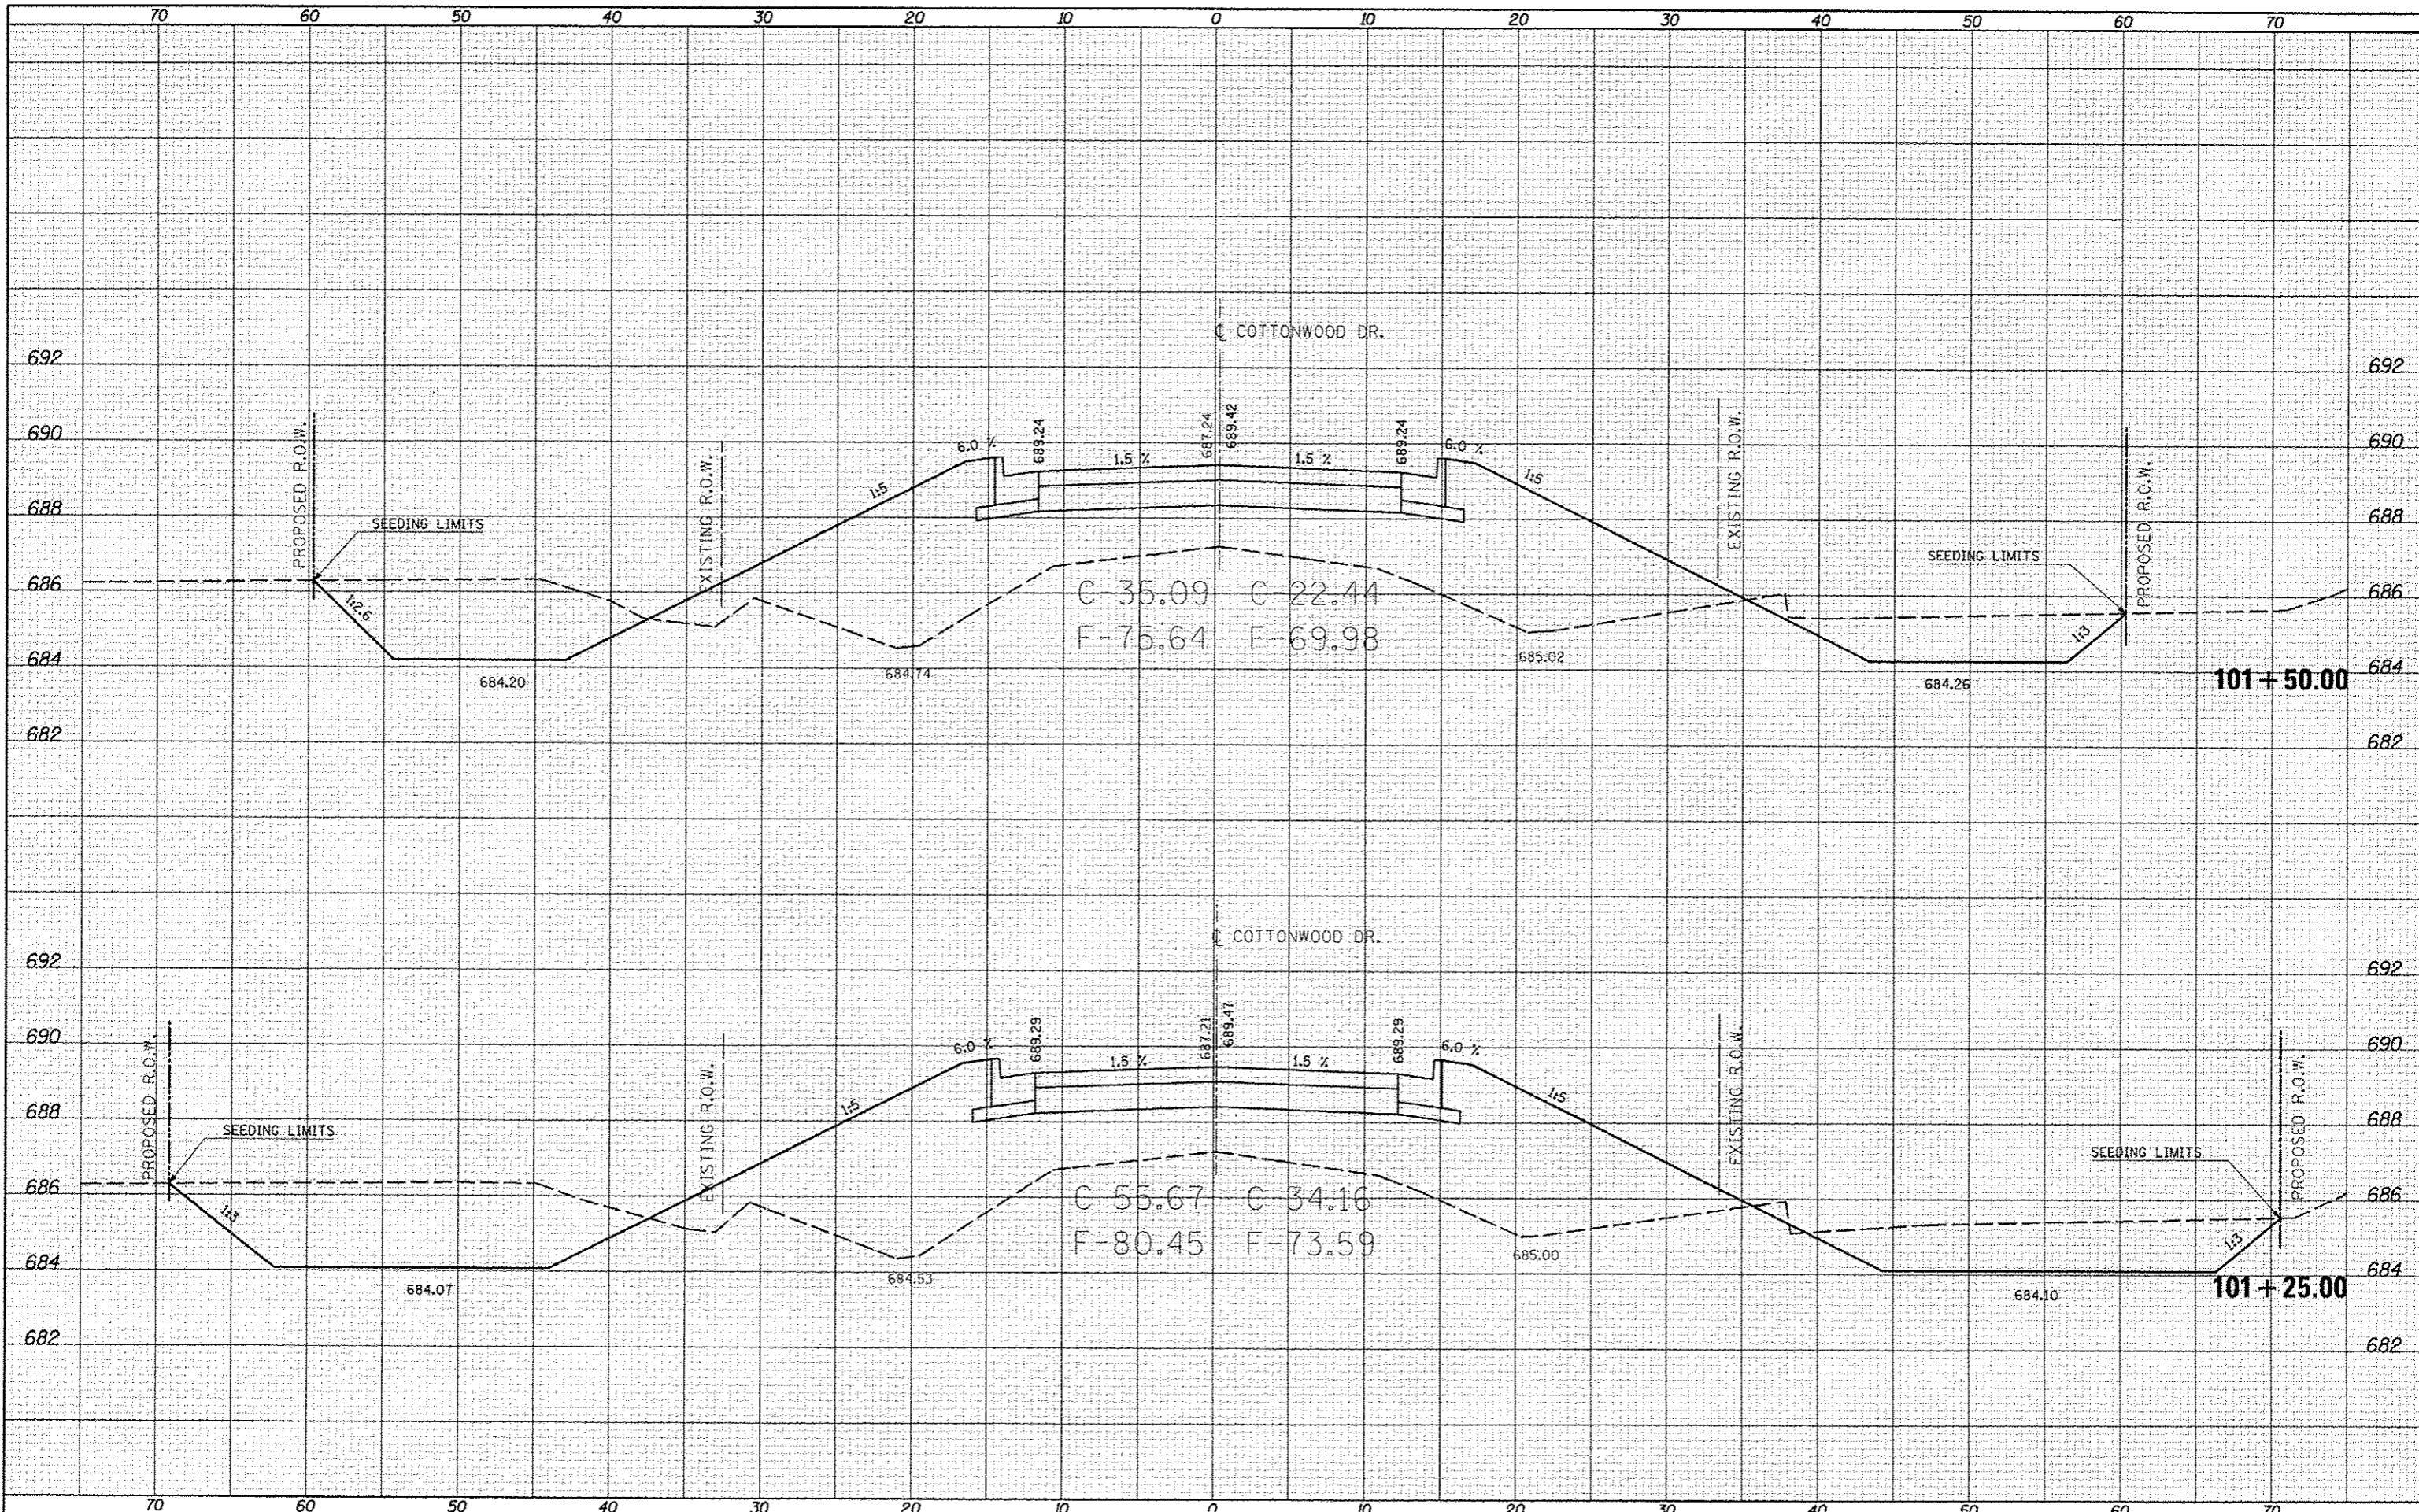 70 60 50 40 30 20 10 0 10 20 30 40 50 60 70
℄ COTTONWOOD DR.
692 692
690 690
688 688
686 686
684 684
682 682
PROPOSED R.O.W.
SEEDING LIMITS
1:2.6
684.20
EXISTING R.O.W.
1:5
684.74
6.0 %
689.24
1.5 %
687.24
689.42
1.5 %
689.24
6.0 %
1:5
C-35.09 C-22.44
F-75.64 F-69.98
685.02
EXISTING R.O.W.
684.26
SEEDING LIMITS
1:3
PROPOSED R.O.W.
101+50.00
℄ COTTONWOOD DR.
692 692
690 690
688 688
686 686
684 684
682 682
PROPOSED R.O.W.
SEEDING LIMITS
1:3
684.07
EXISTING R.O.W.
1:5
684.53
6.0 %
689.29
1.5 %
687.21
689.47
1.5 %
689.29
6.0 %
1:5
C-55.67 C-34.16
F-80.45 F-73.59
685.00
EXISTING R.O.W.
684.10
SEEDING LIMITS
1:3
PROPOSED R.O.W.
101+25.00
70 60 50 40 30 20 10 0 10 20 30 40 50 60 70